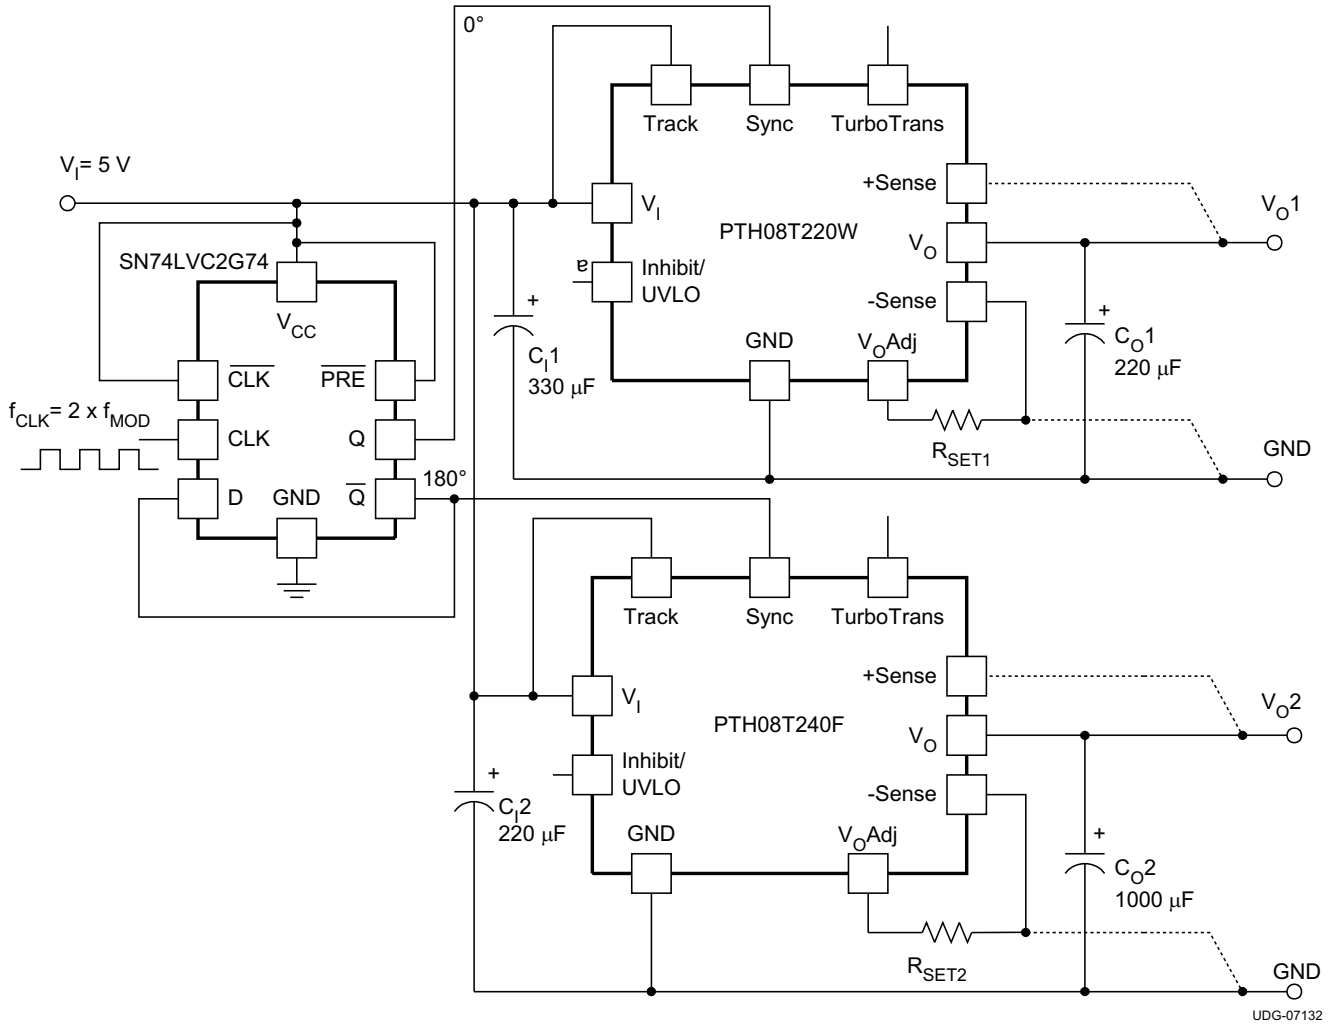 0°
Track
Sync
TurboTrans
V_I= 5 V
+Sense
V_O1
V_I
PTH08T220W
V_O
SN74LVC2G74
a
Inhibit/
UVLO
-Sense
+
V_CC
GND
V_OAdj
+
C_O1
220 μF
C_I1
330 μF
C̅L̅K̅
P̅R̅E̅
f_CLK= 2 x f_MOD
CLK
Q
R_SET1
GND
180°
D
GND
Q̅
Track
Sync
TurboTrans
+Sense
V_I
V_O2
PTH08T240F
V_O
Inhibit/
UVLO
-Sense
+
C_I2
220 μF
GND
V_OAdj
+
C_O2
1000 μF
R_SET2
GND
UDG-07132